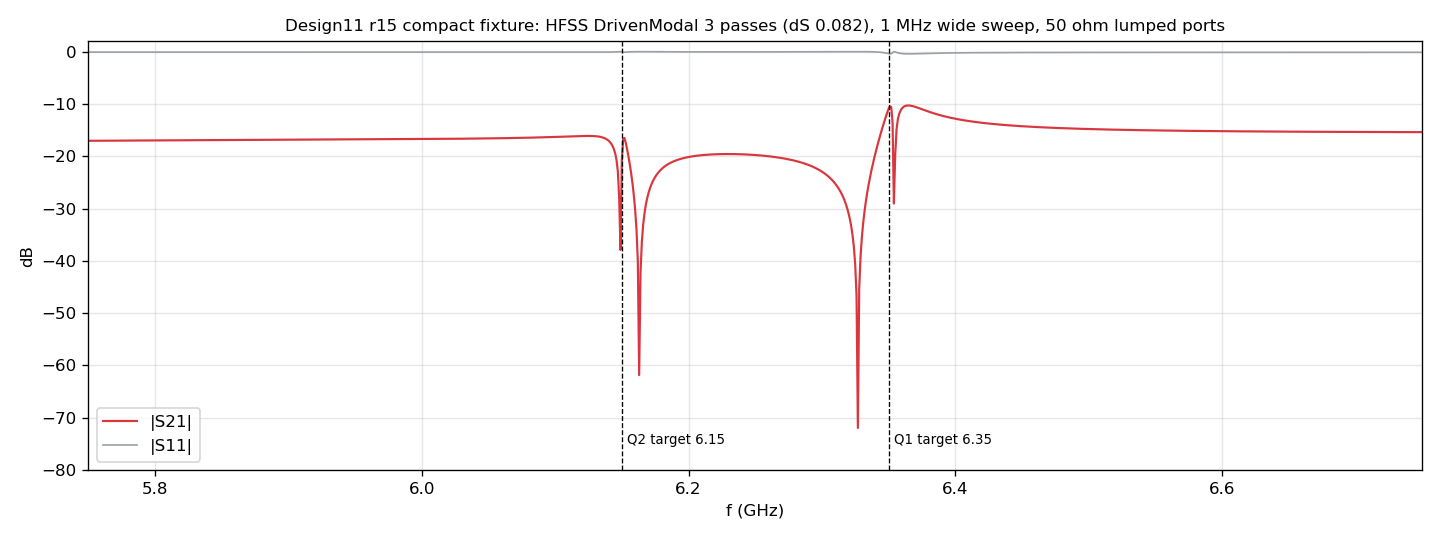 Design11 r15 compact fixture: HFSS DrivenModal 3 passes (dS 0.082), 1 MHz wide sweep, 50 ohm lumped ports
0
−10
−20
−30
−40
−50
−60
−70
−80
dB
|S21|
|S11|
Q2 target 6.15
Q1 target 6.35
5.8
6.0
6.2
6.4
6.6
f (GHz)